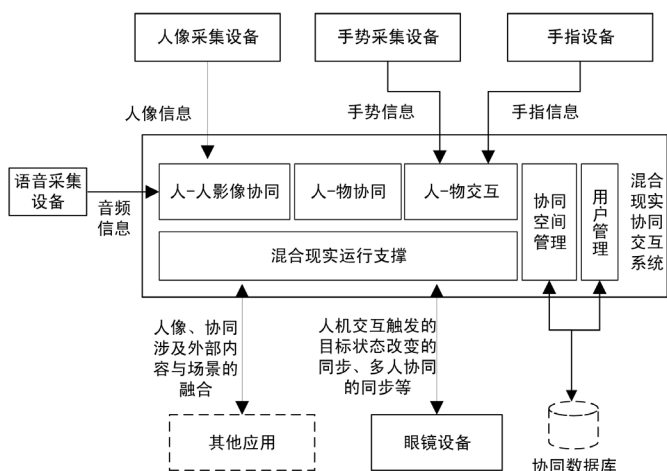 人像采集设备
手势采集设备
手指设备
人像信息
手势信息
手指信息
语音采集
设备
音频
信息
人-人影像协同
人-物协同
人-物交互
协同
空间
管理
用户
管理
混合
现实
协同
交互
系统
混合现实运行支撑
人像、协同
涉及外部内
容与场景的
融合
人机交互触发的
目标状态改变的
同步、多人协同
的同步等
其他应用
眼镜设备
协同数据库